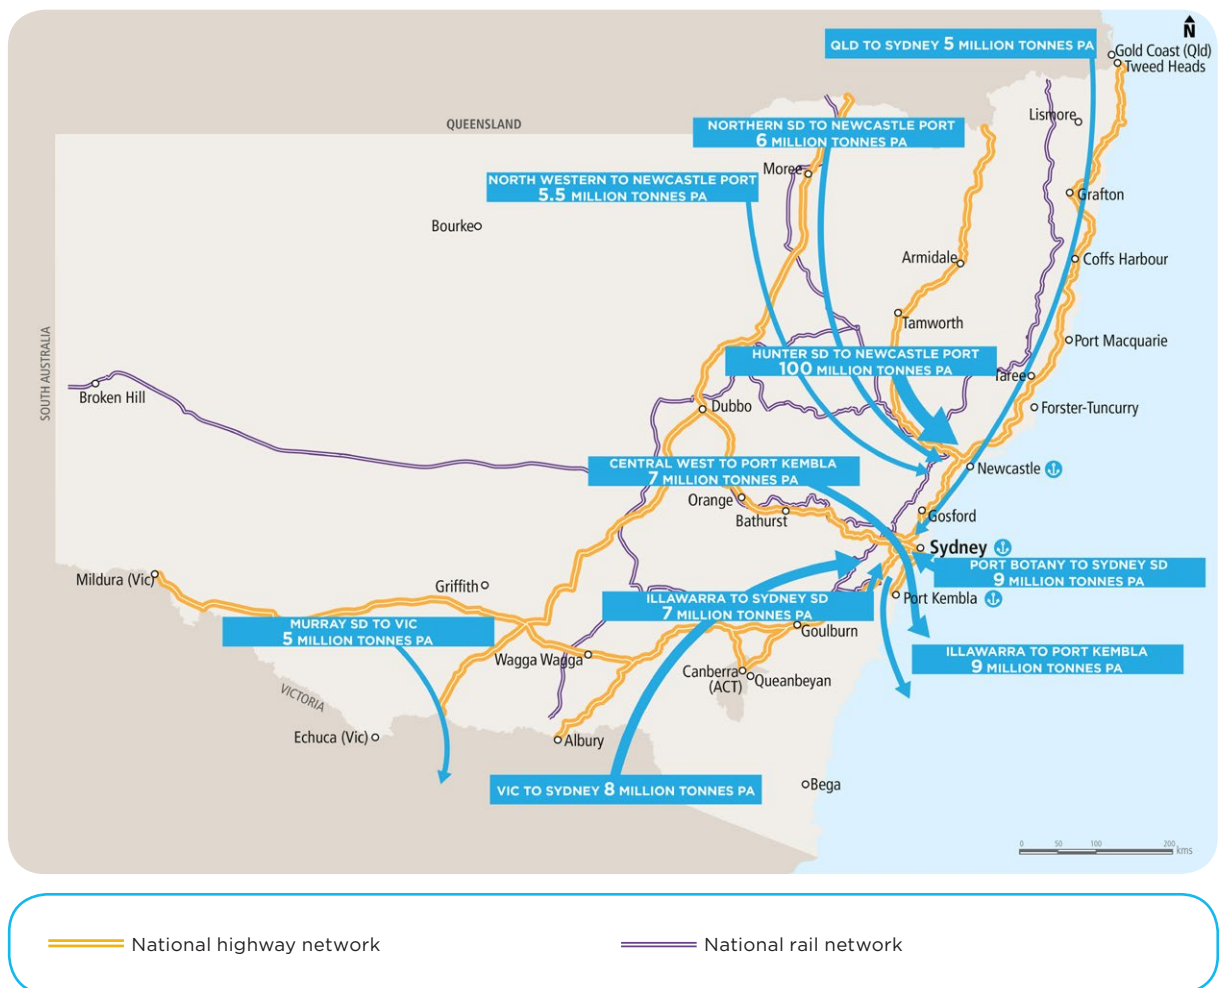 N
QLD TO SYDNEY 5 MILLION TONNES PA
Gold Coast (Qld)
Tweed Heads
QUEENSLAND
NORTHERN SD TO NEWCASTLE PORT
6 MILLION TONNES PA
Lismore
Moree
NORTH WESTERN TO NEWCASTLE PORT
5.5 MILLION TONNES PA
Grafton
Bourke
Armidale
Coffs Harbour
Tamworth
SOUTH AUSTRALIA
Port Macquarie
HUNTER SD TO NEWCASTLE PORT
100 MILLION TONNES PA
Taree
Broken Hill
Dubbo
Forster-Tuncurry
CENTRAL WEST TO PORT KEMBLA
7 MILLION TONNES PA
Newcastle
Orange
Bathurst
Gosford
Sydney
PORT BOTANY TO SYDNEY SD
9 MILLION TONNES PA
Mildura (Vic)
Griffith
ILLAWARRA TO SYDNEY SD
7 MILLION TONNES PA
Port Kembla
MURRAY SD TO VIC
5 MILLION TONNES PA
Goulburn
ILLAWARRA TO PORT KEMBLA
9 MILLION TONNES PA
Wagga Wagga
Canberra
(ACT)
Queanbeyan
VICTORIA
Echuca (Vic)
Albury
VIC TO SYDNEY 8 MILLION TONNES PA
Bega
0 50 100 200 kms
National highway network
National rail network